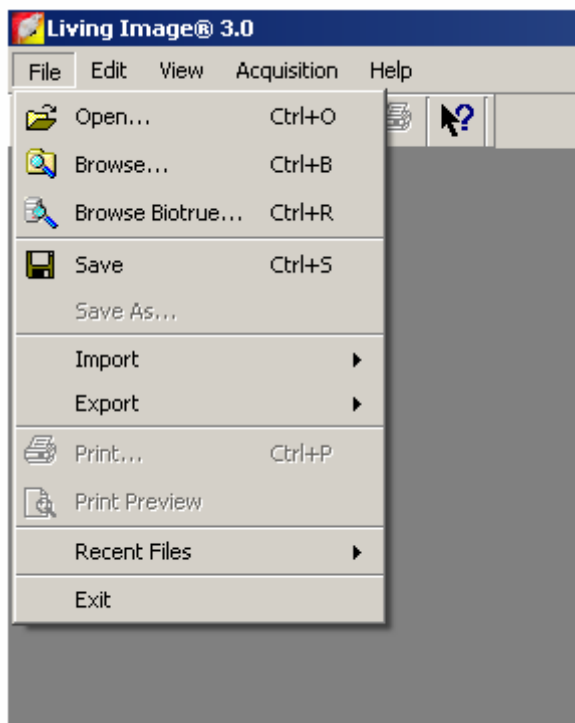 Living Image® 3.0
File Edit View Acquisition Help
Open... Ctrl+O
Browse... Ctrl+B
Browse Biotrue... Ctrl+R
Save Ctrl+S
Save As...
Import
Export
Print... Ctrl+P
Print Preview
Recent Files
Exit